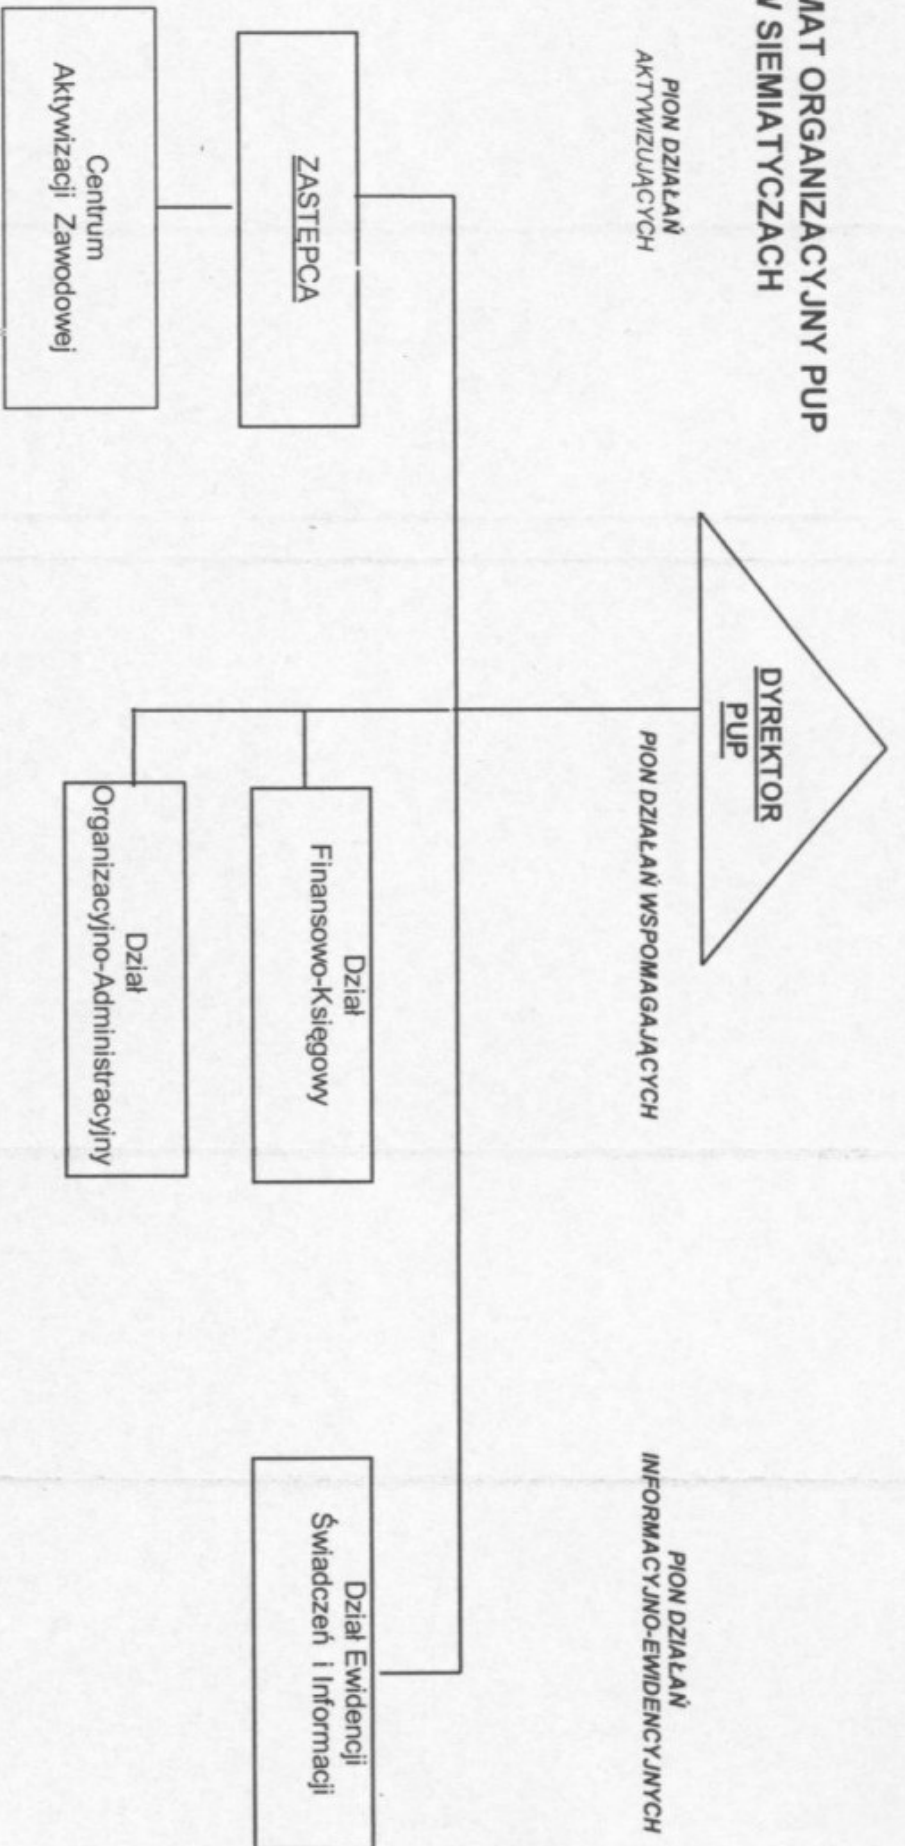 MAT ORGANIZACYJNY PUP
W SIEMIATYCZACH
DYREKTOR
PUP
PION DZIAŁAŃ
AKTYWIZUJĄCYCH
PION DZIAŁAŃ WSPOMAGAJĄCYCH
PION DZIAŁAŃ
INFORMACYJNO-EWIDENCYJNYCH
ZASTĘPCA
Dział
Finansowo-Księgowy
Dział Ewidencji
Świadczeń i Informacji
Centrum
Aktywizacji Zawodowej
Dział
Organizacyjno-Administracyjny